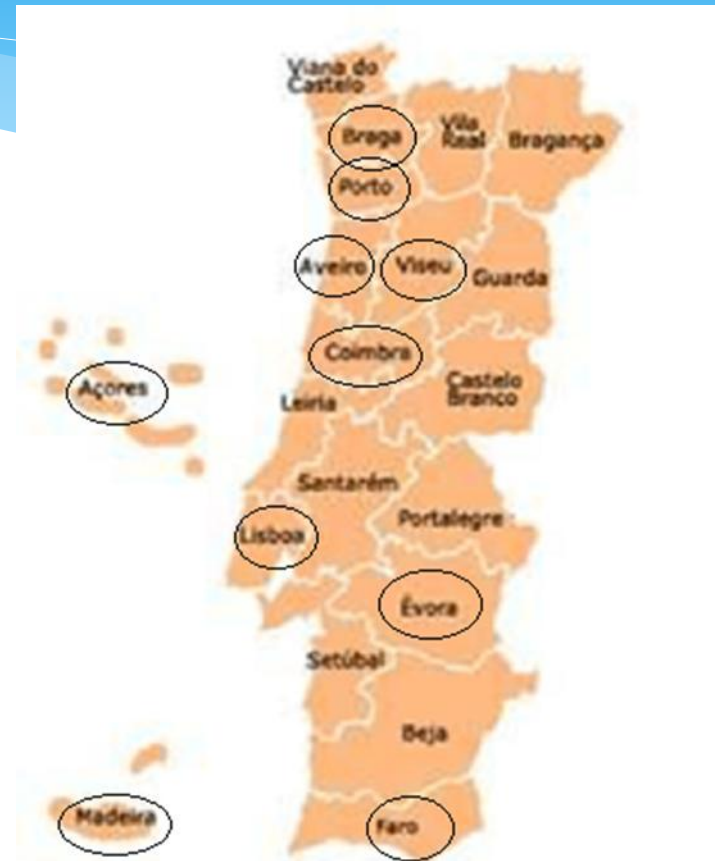 Viana do
Castelo
Braga
Vila
Real
Bragança
Porto
Aveiro
Viseu
Guarda
Coimbra
Açores
Castelo
Branco
Leiria
Santarém
Portalegre
Lisboa
Évora
Setúbal
Beja
Madeira
Faro